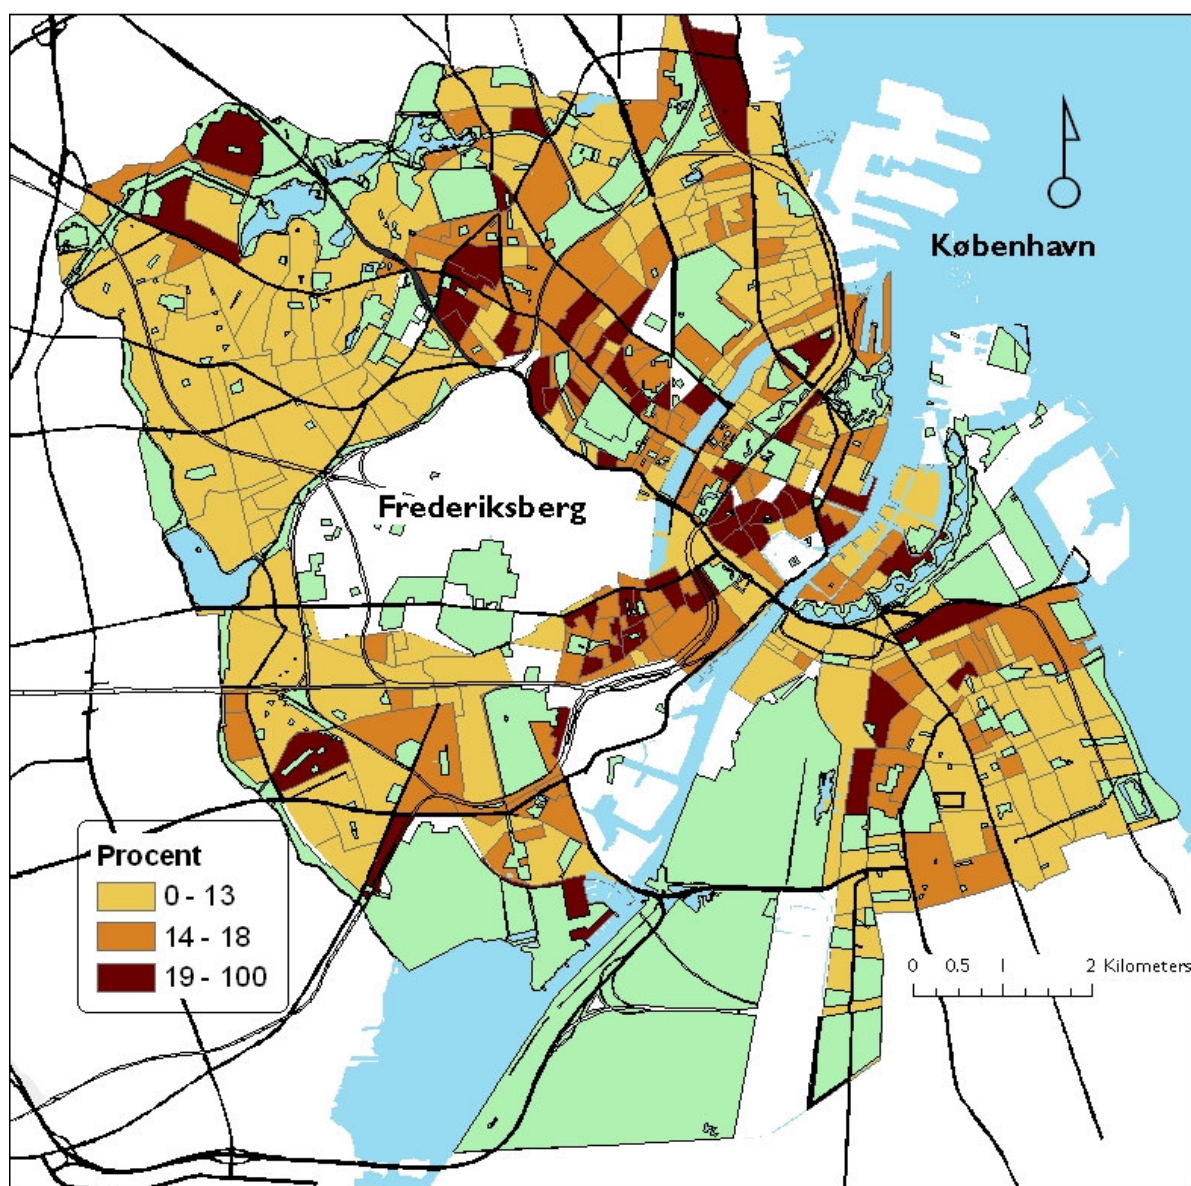 København
Frederiksberg
Procent
0 - 13
14 - 18
19 - 100
0 0.5 1 2 Kilometers